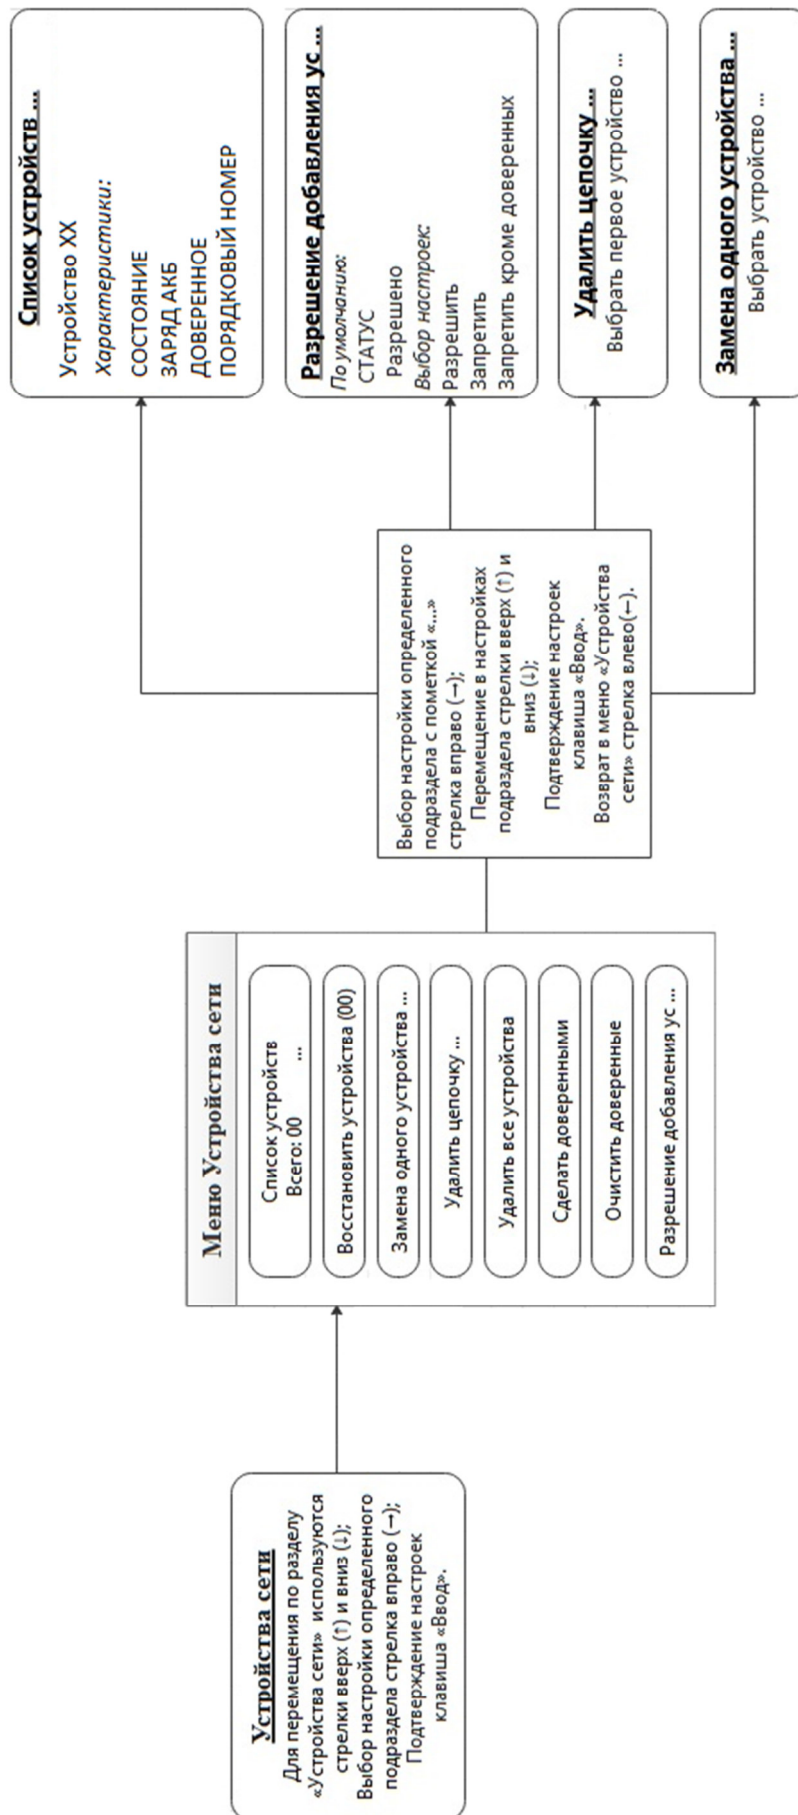 Устройства сети
Для перемещения по разделу
«Устройства сети» используются
стрелки вверх (↑) и вниз (↓);
Выбор настройки определенного
подраздела стрелка вправо (→);
Подтверждение настроек
клавиша «Ввод».
Меню Устройства сети
Список устройств
Всего: 00 ...
Восстановить устройства (00)
Замена одного устройства ...
Удалить цепочку ...
Удалить все устройства
Сделать доверенными
Очистить доверенные
Разрешение добавления ус ...
Выбор настройки определенного
подраздела с пометкой «...»
стрелка вправо (→);
Перемещение в настройках
подраздела стрелки вверх (↑) и
вниз (↓);
Подтверждение настроек
клавиша «Ввод».
Возврат в меню «Устройства
сети» стрелка влево(←).
Список устройств ...
Устройство XX
Характеристики:
СОСТОЯНИЕ
ЗАРЯД АКБ
ДОВЕРЕННОЕ
ПОРЯДКОВЫЙ НОМЕР
Разрешение добавления ус ...
По умолчанию:
СТАТУС
Разрешено
Выбор настроек:
Разрешить
Запретить
Запретить кроме доверенных
Удалить цепочку ...
Выбрать первое устройство ...
Замена одного устройства ...
Выбрать устройство ...